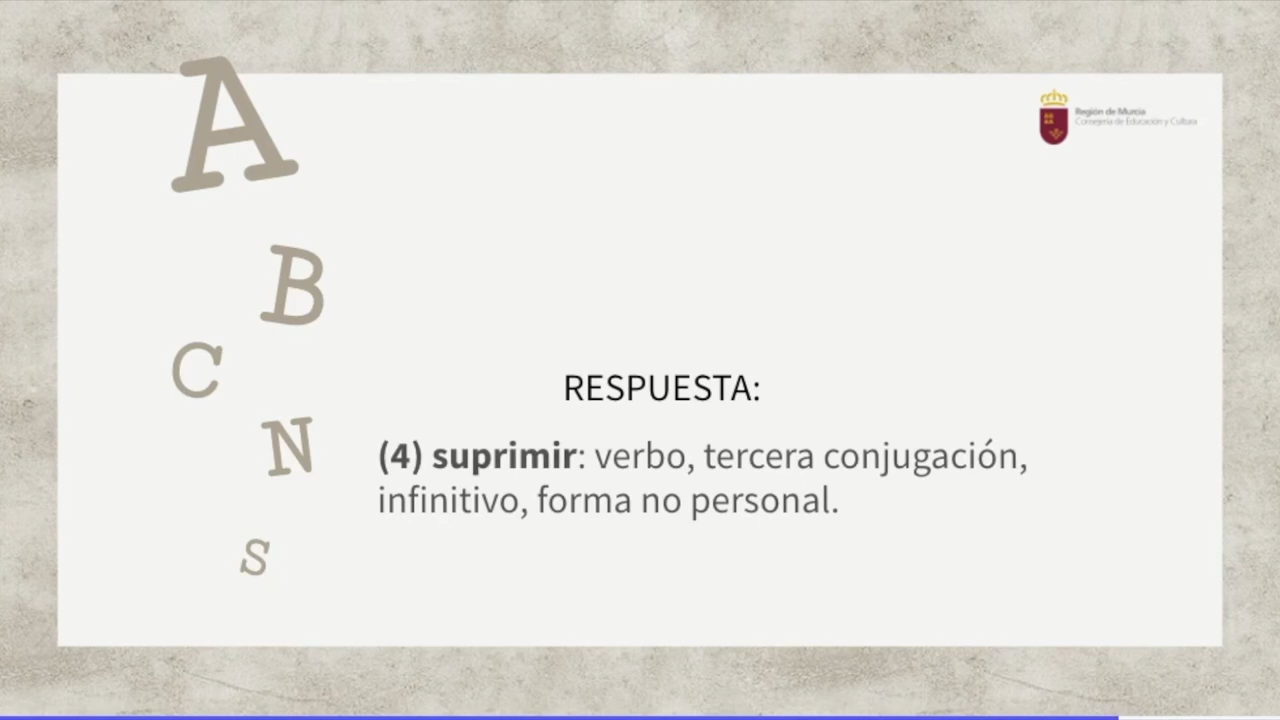 A
Región de Murcia
Consejería de Educación y Cultura
B
C
RESPUESTA:
N
(4) suprimir: verbo, tercera conjugación,
infinitivo, forma no personal.
S